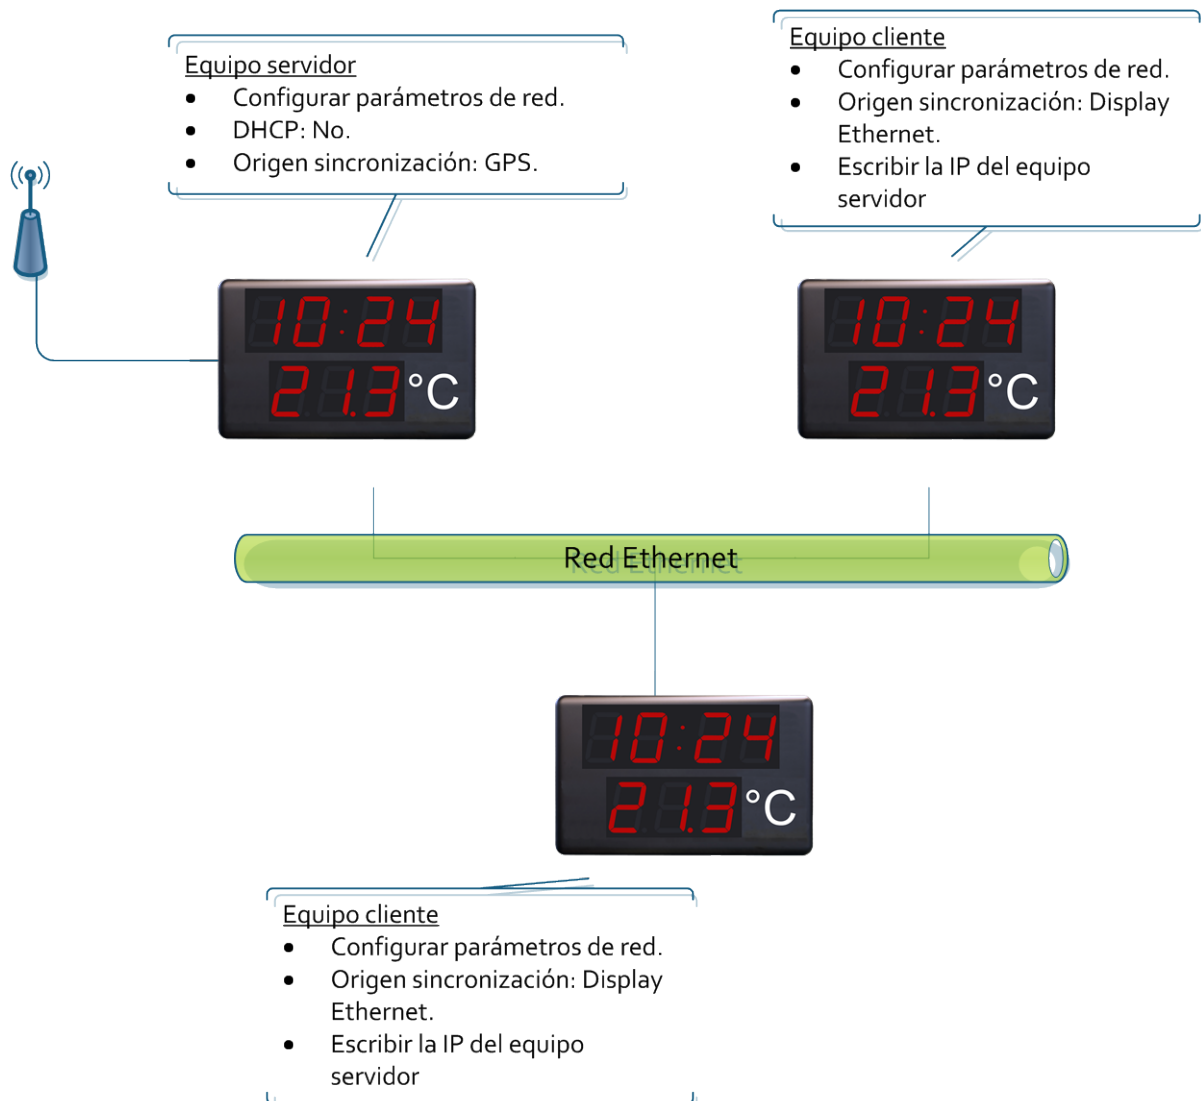 Equipo servidor
• Configurar parámetros de red.
• DHCP: No.
• Origen sincronización: GPS.
Equipo cliente
• Configurar parámetros de red.
• Origen sincronización: Display
Ethernet.
• Escribir la IP del equipo
servidor
10:24
21.3 °C
10:24
21.3 °C
Red Ethernet
10:24
21.3 °C
Equipo cliente
• Configurar parámetros de red.
• Origen sincronización: Display
Ethernet.
• Escribir la IP del equipo
servidor